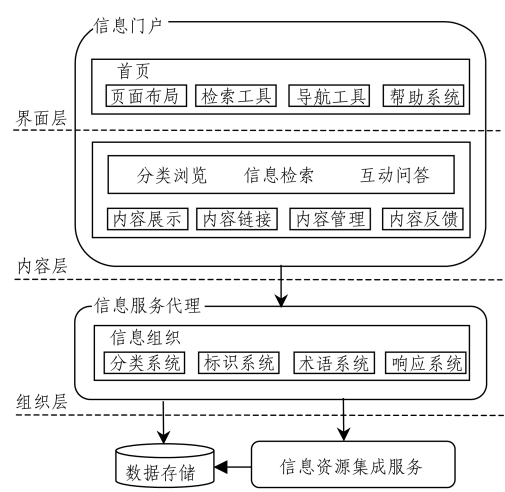 信息门户
首页
页面布局 检索工具 导航工具 帮助系统
界面层
分类浏览 信息检索 互动问答
内容展示 内容链接 内容管理 内容反馈
内容层
信息服务代理
信息组织
分类系统 标识系统 术语系统 响应系统
组织层
数据存储 信息资源集成服务